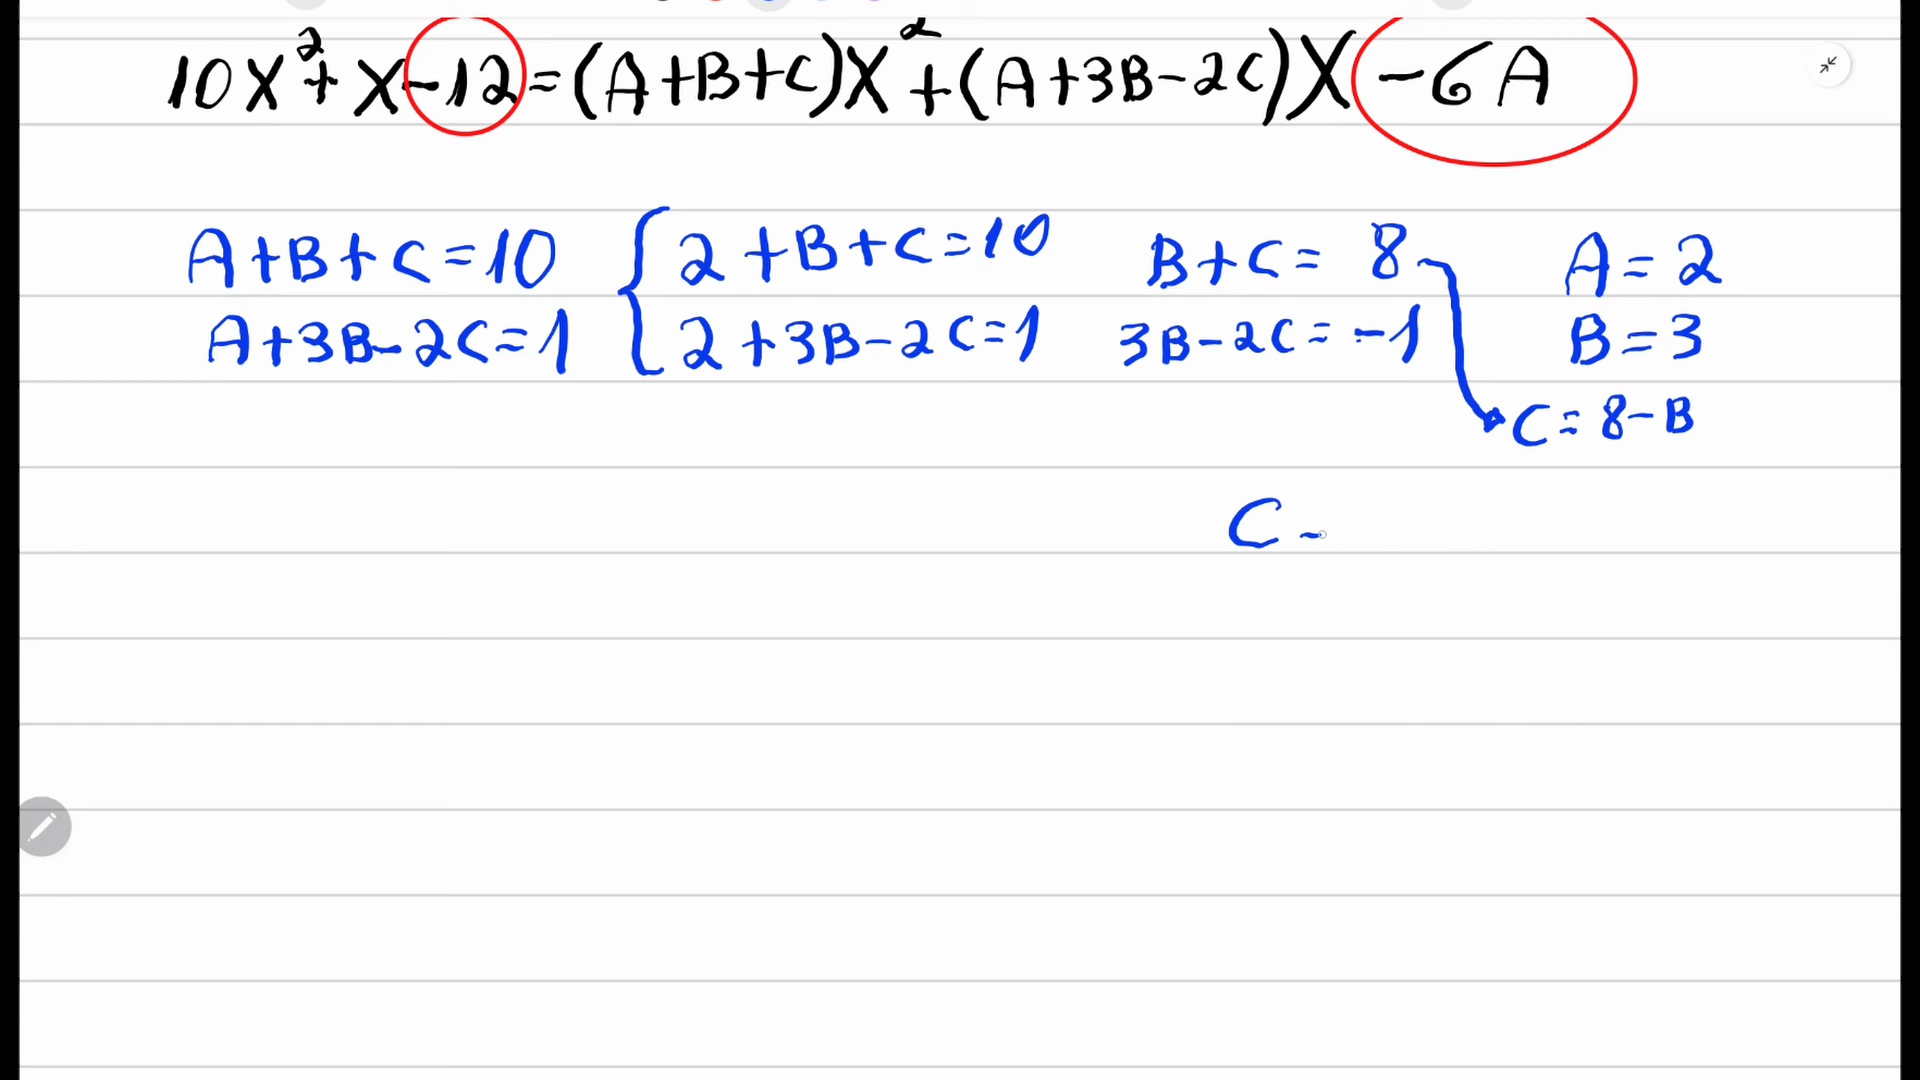 10X²+X-12=(A+B+C)X²+(A+3B-2C)X-6A
A+B+C=10 { 2+B+C=10 B+C=8 A=2
A+3B-2C=1 2+3B-2C=1 3B-2C=-1 B=3
C=8-B
C-